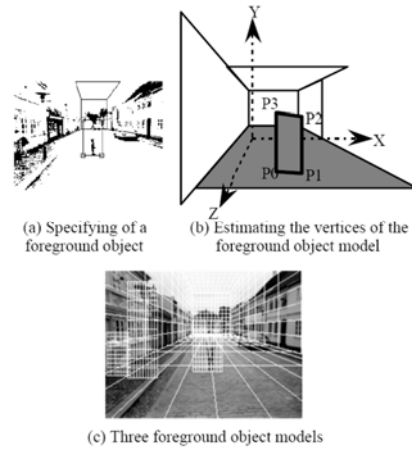 Y
P3
P2
X
P0
P1
Z
(a) Specifying of a
foreground object
(b) Estimating the vertices of the
foreground object model
(c) Three foreground object models